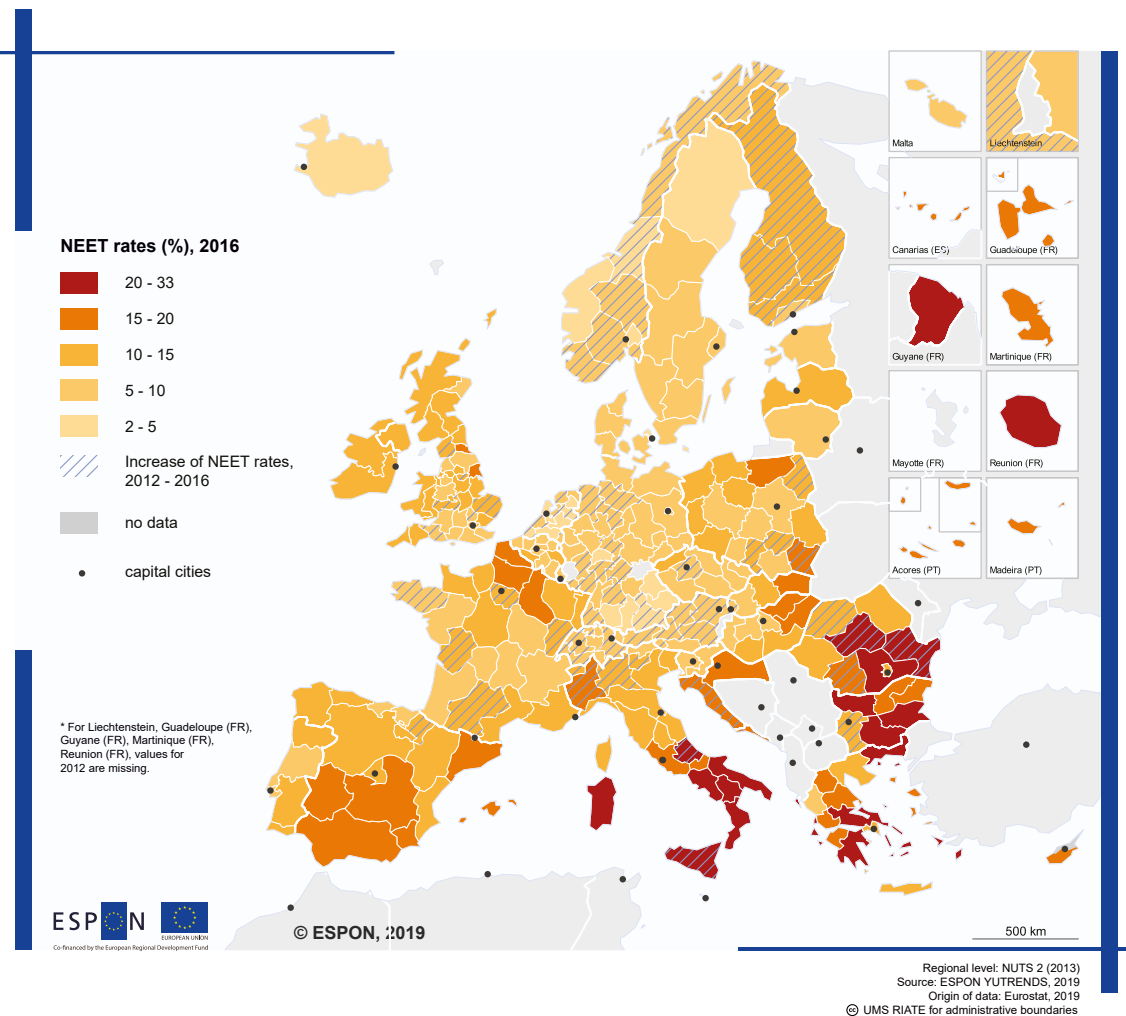 NEET rates (%), 2016
20 - 33
15 - 20
10 - 15
5 - 10
2 - 5
Increase of NEET rates,
2012 - 2016
no data
capital cities
* For Liechtenstein, Guadeloupe (FR),
Guyane (FR), Martinique (FR),
Reunion (FR), values for
2012 are missing.
Malta
Liechtenstein
Canarias (ES)
Guadeloupe (FR)
Guyane (FR)
Martinique (FR)
Mayotte (FR)
Reunion (FR)
Acores (PT)
Madeira (PT)
ESPON
EUROPEAN UNION
Co-financed by the European Regional Development Fund
© ESPON, 2019
500 km
Regional level: NUTS 2 (2013)
Source: ESPON YUTRENDS, 2019
Origin of data: Eurostat, 2019
cc UMS RIATE for administrative boundaries